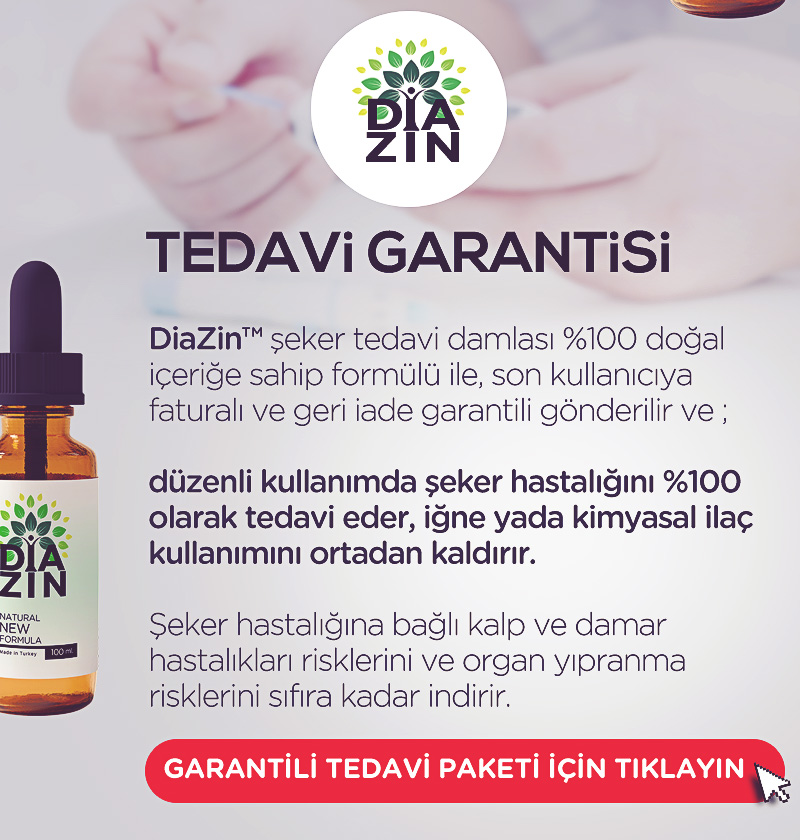 DIA
ZIN
TEDAVİ GARANTİSİ
DiaZin™ şeker tedavi damlası %100 doğal
içeriğe sahip formülü ile, son kullanıcıya
faturalı ve geri iade garantili gönderilir ve ;
düzenli kullanımda şeker hastalığını %100
olarak tedavi eder, iğne yada kimyasal ilaç
kullanımını ortadan kaldırır.
Şeker hastalığına bağlı kalp ve damar
hastalıkları risklerini ve organ yıpranma
risklerini sıfıra kadar indirir.
GARANTİLİ TEDAVİ PAKETİ İÇİN TIKLAYIN
DIA
ZIN
NATURAL
NEW
FORMULA
Made in Turkey 100 ml.